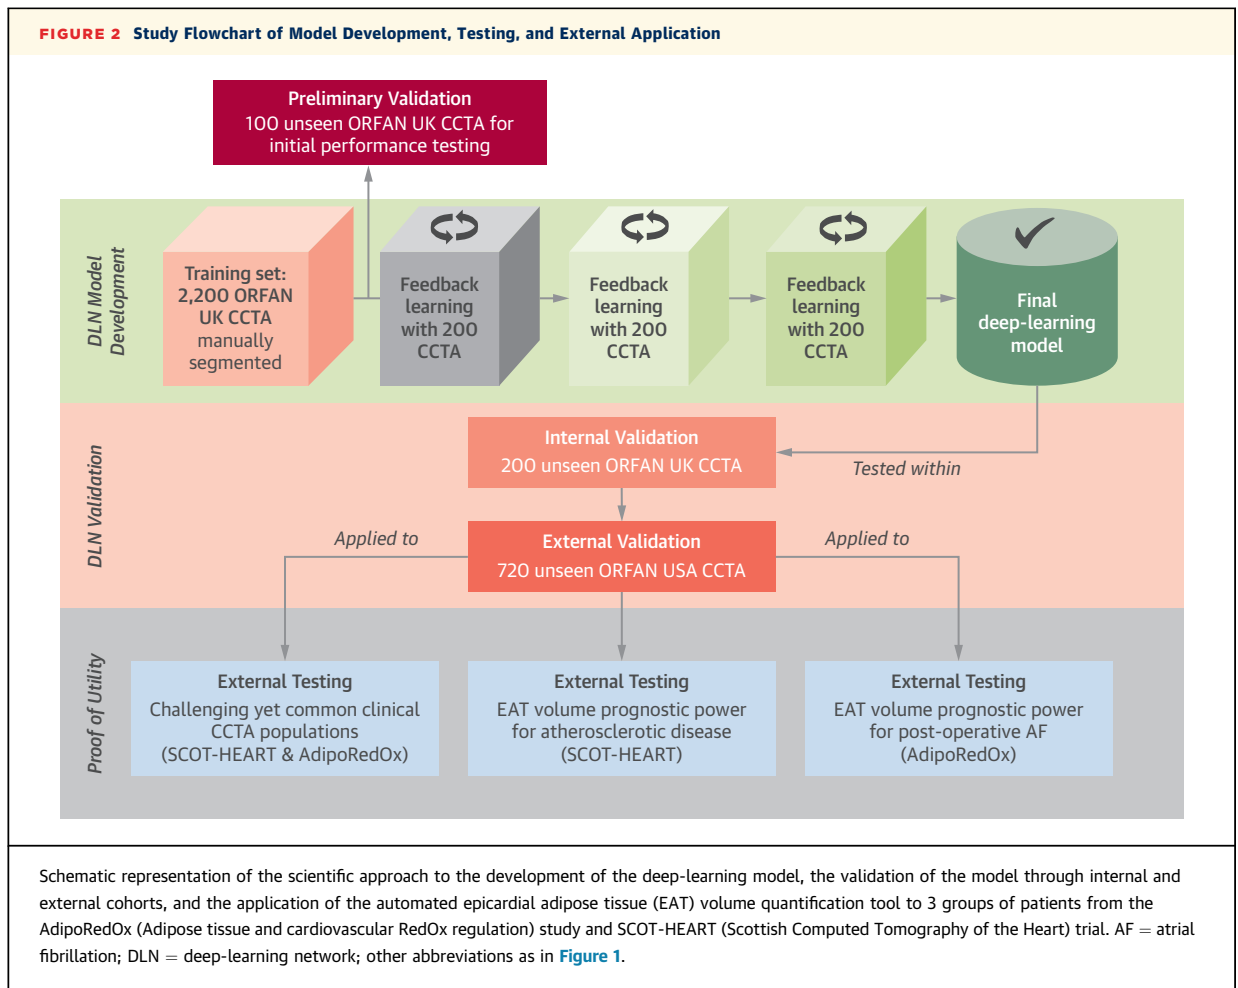 FIGURE 2 Study Flowchart of Model Development, Testing, and External Application
Preliminary Validation
100 unseen ORFAN UK CCTA for
initial performance testing
DLN Model
Development
Training set:
2,200 ORFAN
UK CCTA
manually
segmented
Feedback
learning
with 200
CCTA
Feedback
learning
with 200
CCTA
Feedback
learning
with 200
CCTA
Final
deep-learning
model
DLN Validation
Internal Validation
200 unseen ORFAN UK CCTA
Tested within
External Validation
720 unseen ORFAN USA CCTA
Applied to
Applied to
Proof of Utility
External Testing
Challenging yet common clinical
CCTA populations
(SCOT-HEART & AdipoRedOx)
External Testing
EAT volume prognostic power
for atherosclerotic disease
(SCOT-HEART)
External Testing
EAT volume prognostic power
for post-operative AF
(AdipoRedOx)
Schematic representation of the scientific approach to the development of the deep-learning model, the validation of the model through internal and
external cohorts, and the application of the automated epicardial adipose tissue (EAT) volume quantification tool to 3 groups of patients from the
AdipoRedOx (Adipose tissue and cardiovascular RedOx regulation) study and SCOT-HEART (Scottish Computed Tomography of the Heart) trial. AF = atrial
fibrillation; DLN = deep-learning network; other abbreviations as in Figure 1.